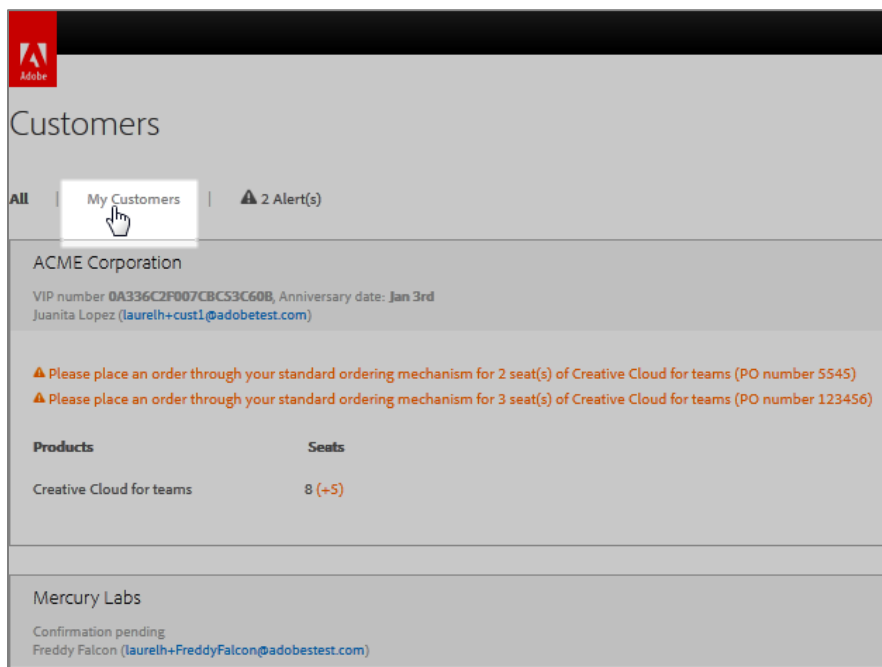 Adobe
Customers
All | My Customers | 2 Alert(s)
ACME Corporation
VIP number 0A336C2F007CBC53C60B, Anniversary date: Jan 3rd
Juanita Lopez (laurelh+cust1@adobetest.com)
Please place an order through your standard ordering mechanism for 2 seat(s) of Creative Cloud for teams (PO number 5545)
Please place an order through your standard ordering mechanism for 3 seat(s) of Creative Cloud for teams (PO number 123456)
Products Seats
Creative Cloud for teams 8 (+5)
Mercury Labs
Confirmation pending
Freddy Falcon (laurelh+FreddyFalcon@adobestest.com)